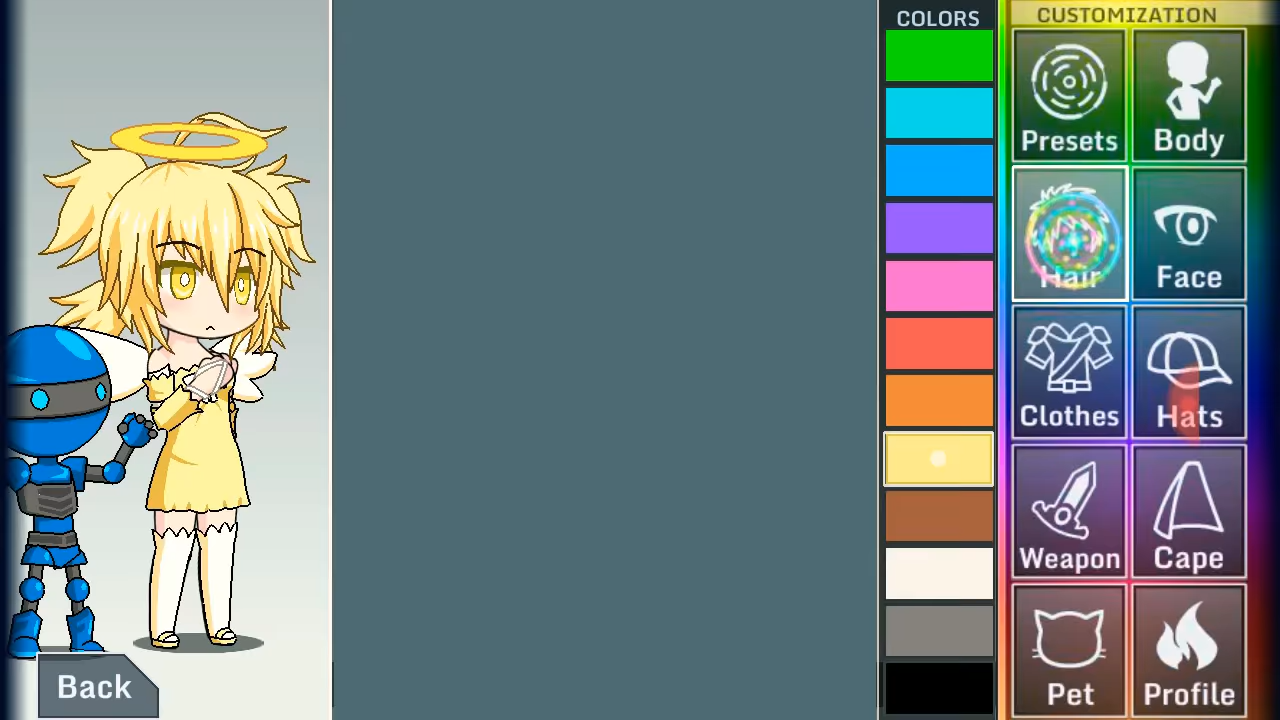 COLORS
CUSTOMIZATION
Presets
Body
Hair
Face
Clothes
Hats
Weapon
Cape
Pet
Profile
Back